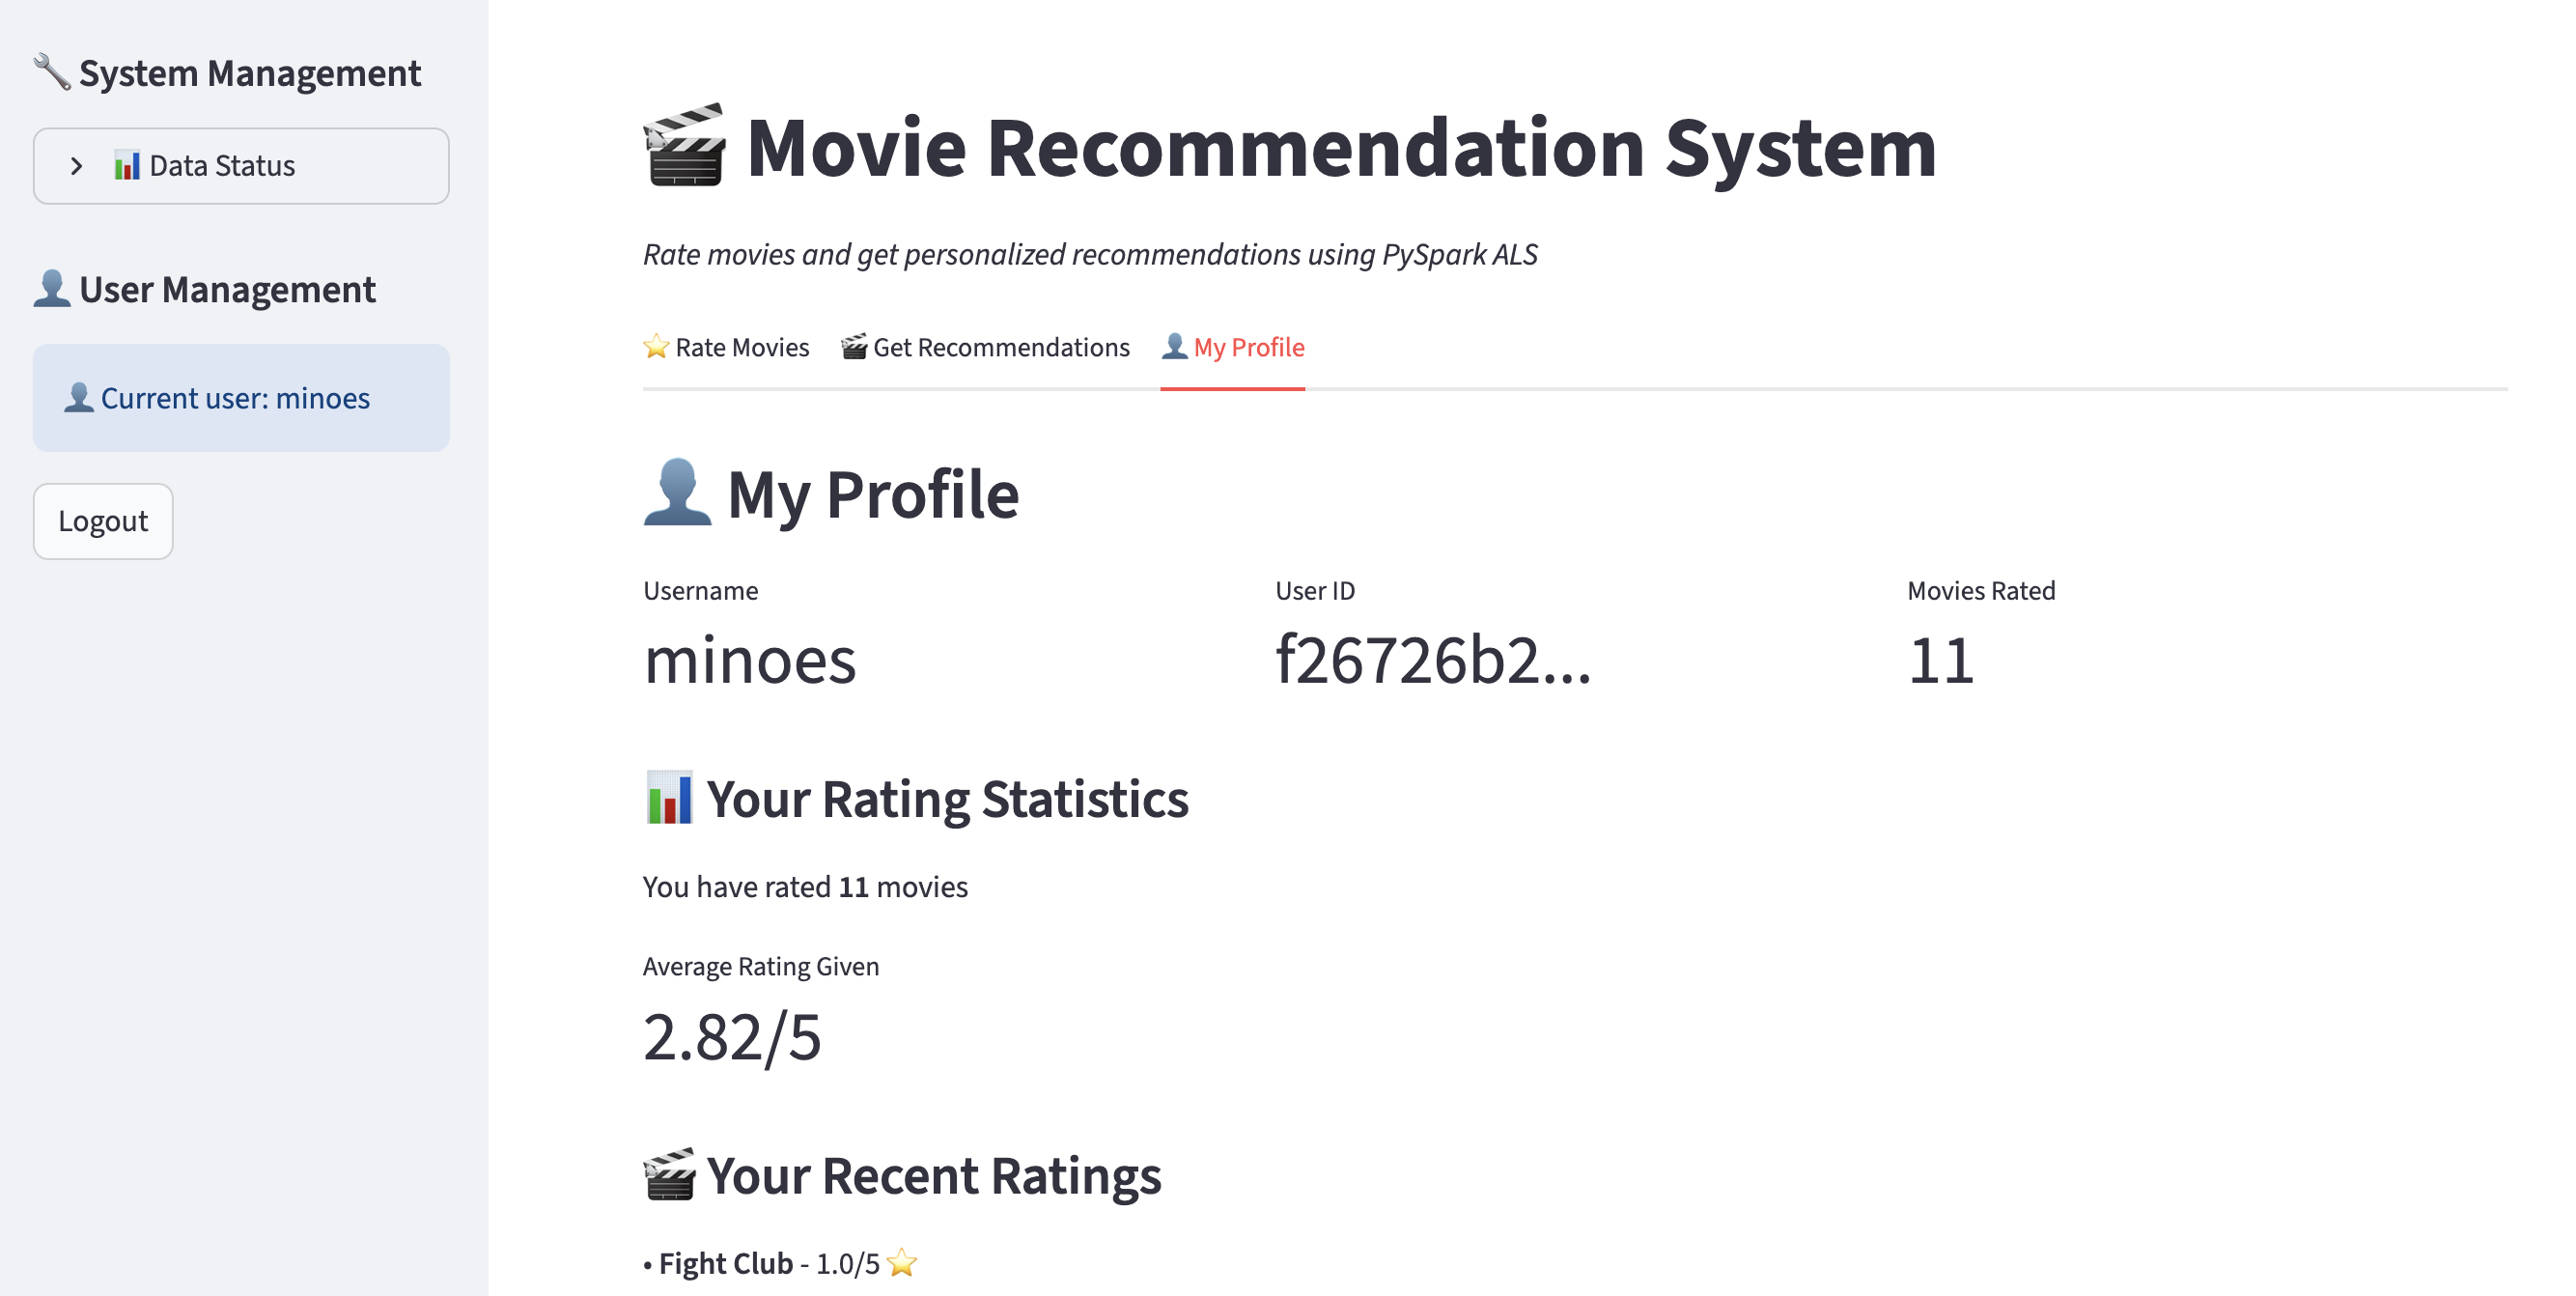 System Management
Data Status
User Management
Current user: minoes
Logout
Movie Recommendation System
Rate movies and get personalized recommendations using PySpark ALS
Rate Movies Get Recommendations My Profile
My Profile
Username User ID Movies Rated
minoes f26726b2... 11
Your Rating Statistics
You have rated 11 movies
Average Rating Given
2.82/5
Your Recent Ratings
• Fight Club - 1.0/5